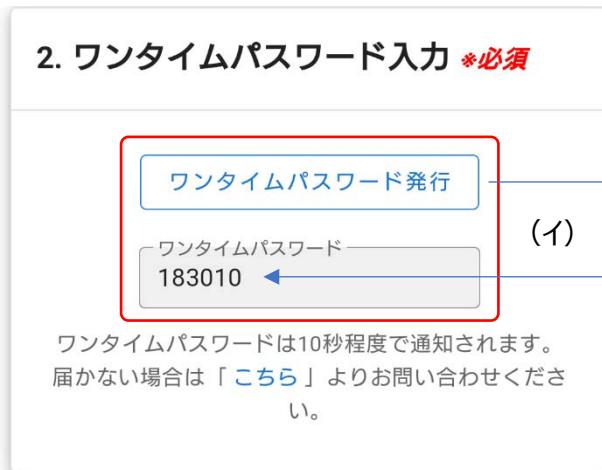 2. ワンタイムパスワード入力 ※必須
ワンタイムパスワード発行
(イ)
ワンタイムパスワード
183010
ワンタイムパスワードは10秒程度で通知されます。
届かない場合は「 こちら 」よりお問い合わせくださ
い。